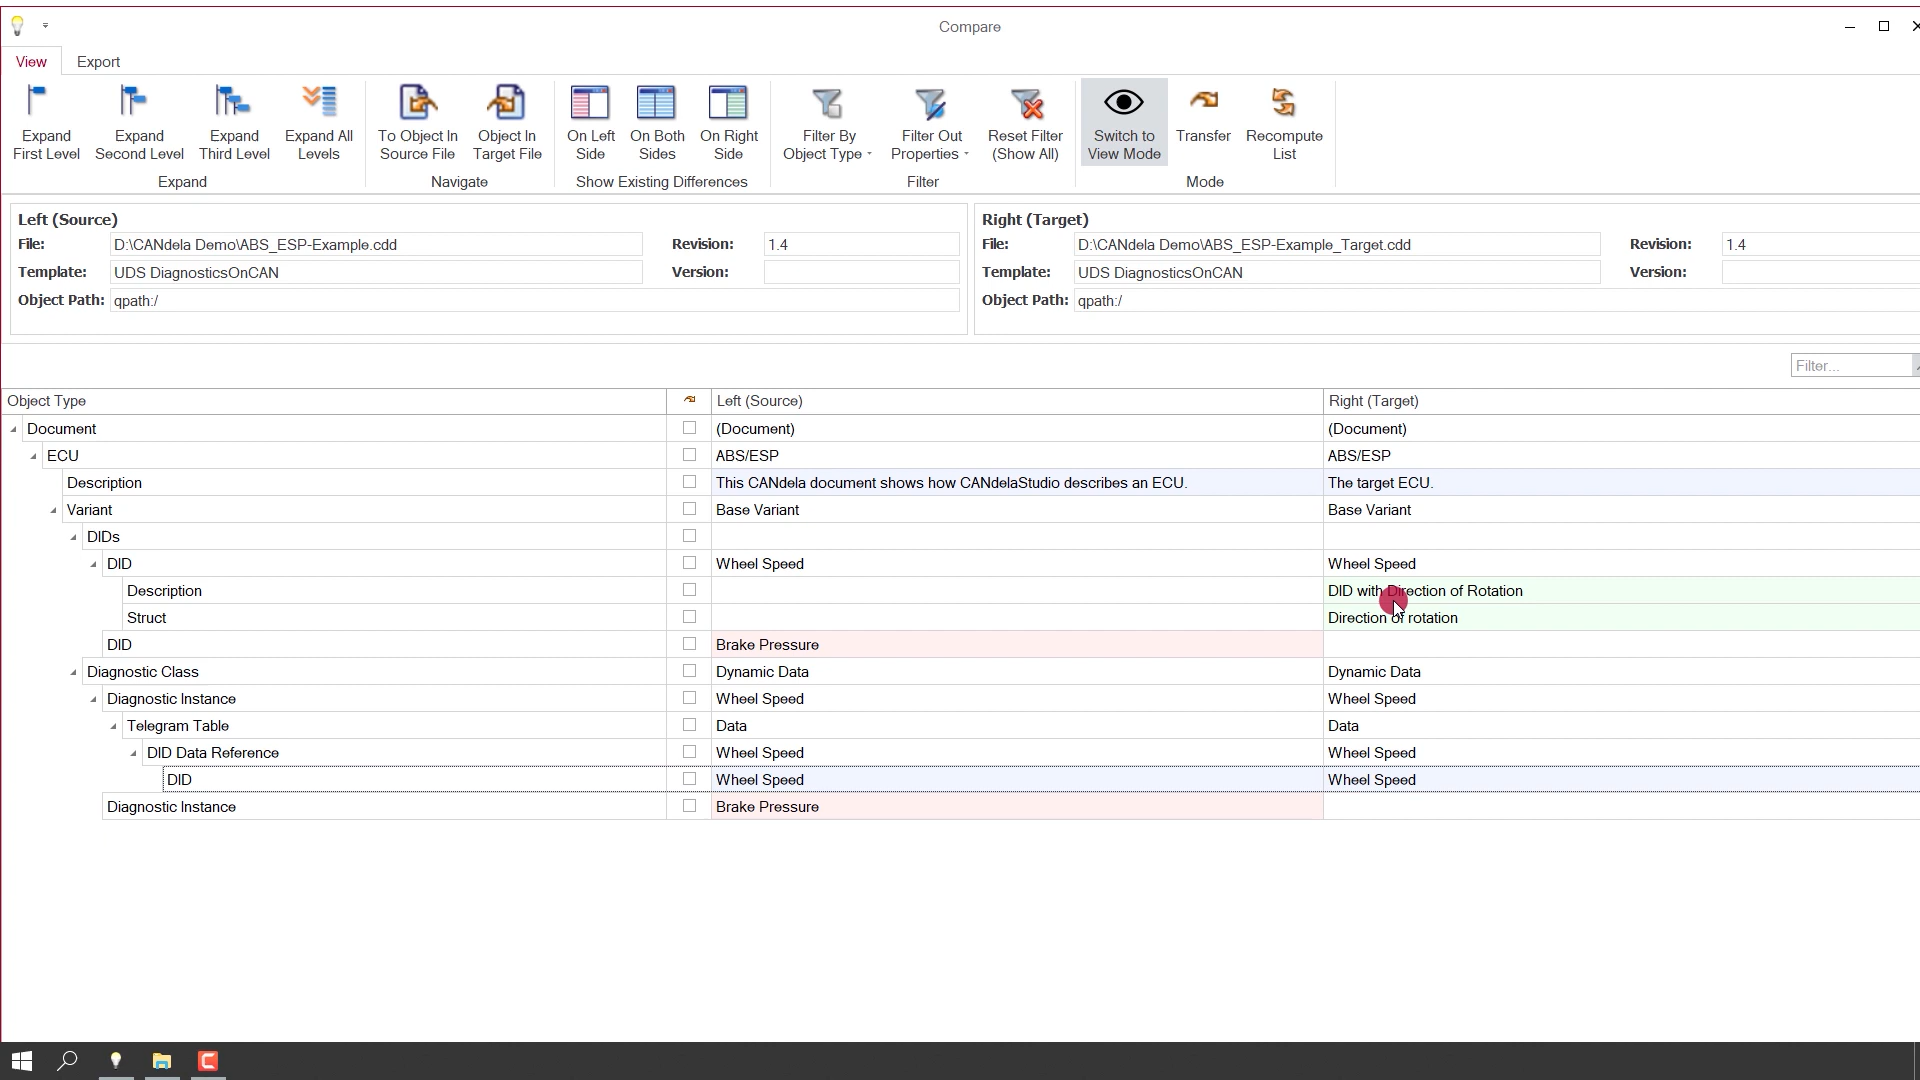 Compare
View Export
Expand First Level
Expand Second Level
Expand Third Level
Expand All Levels
Expand
To Object In Source File
Object In Target File
Navigate
On Left Side
On Both Sides
On Right Side
Show Existing Differences
Filter By Object Type
Filter Out Properties
Reset Filter (Show All)
Filter
Switch to View Mode
Transfer
Recompute List
Mode
Left (Source)
File: D:\CANdela Demo\ABS_ESP-Example.cdd Revision: 1.4
Template: UDS DiagnosticsOnCAN Version:
Object Path: qpath:/
Right (Target)
File: D:\CANdela Demo\ABS_ESP-Example_Target.cdd Revision: 1.4
Template: UDS DiagnosticsOnCAN Version:
Object Path: qpath:/
Filter...
Object Type Left (Source) Right (Target)
Document (Document) (Document)
ECU ABS/ESP ABS/ESP
Description This CANdela document shows how CANdelaStudio describes an ECU. The target ECU.
Variant Base Variant Base Variant
DIDs
DID Wheel Speed Wheel Speed
Description DID with Direction of Rotation
Struct Direction of rotation
DID Brake Pressure
Diagnostic Class Dynamic Data Dynamic Data
Diagnostic Instance Wheel Speed Wheel Speed
Telegram Table Data Data
DID Data Reference Wheel Speed Wheel Speed
DID Wheel Speed Wheel Speed
Diagnostic Instance Brake Pressure